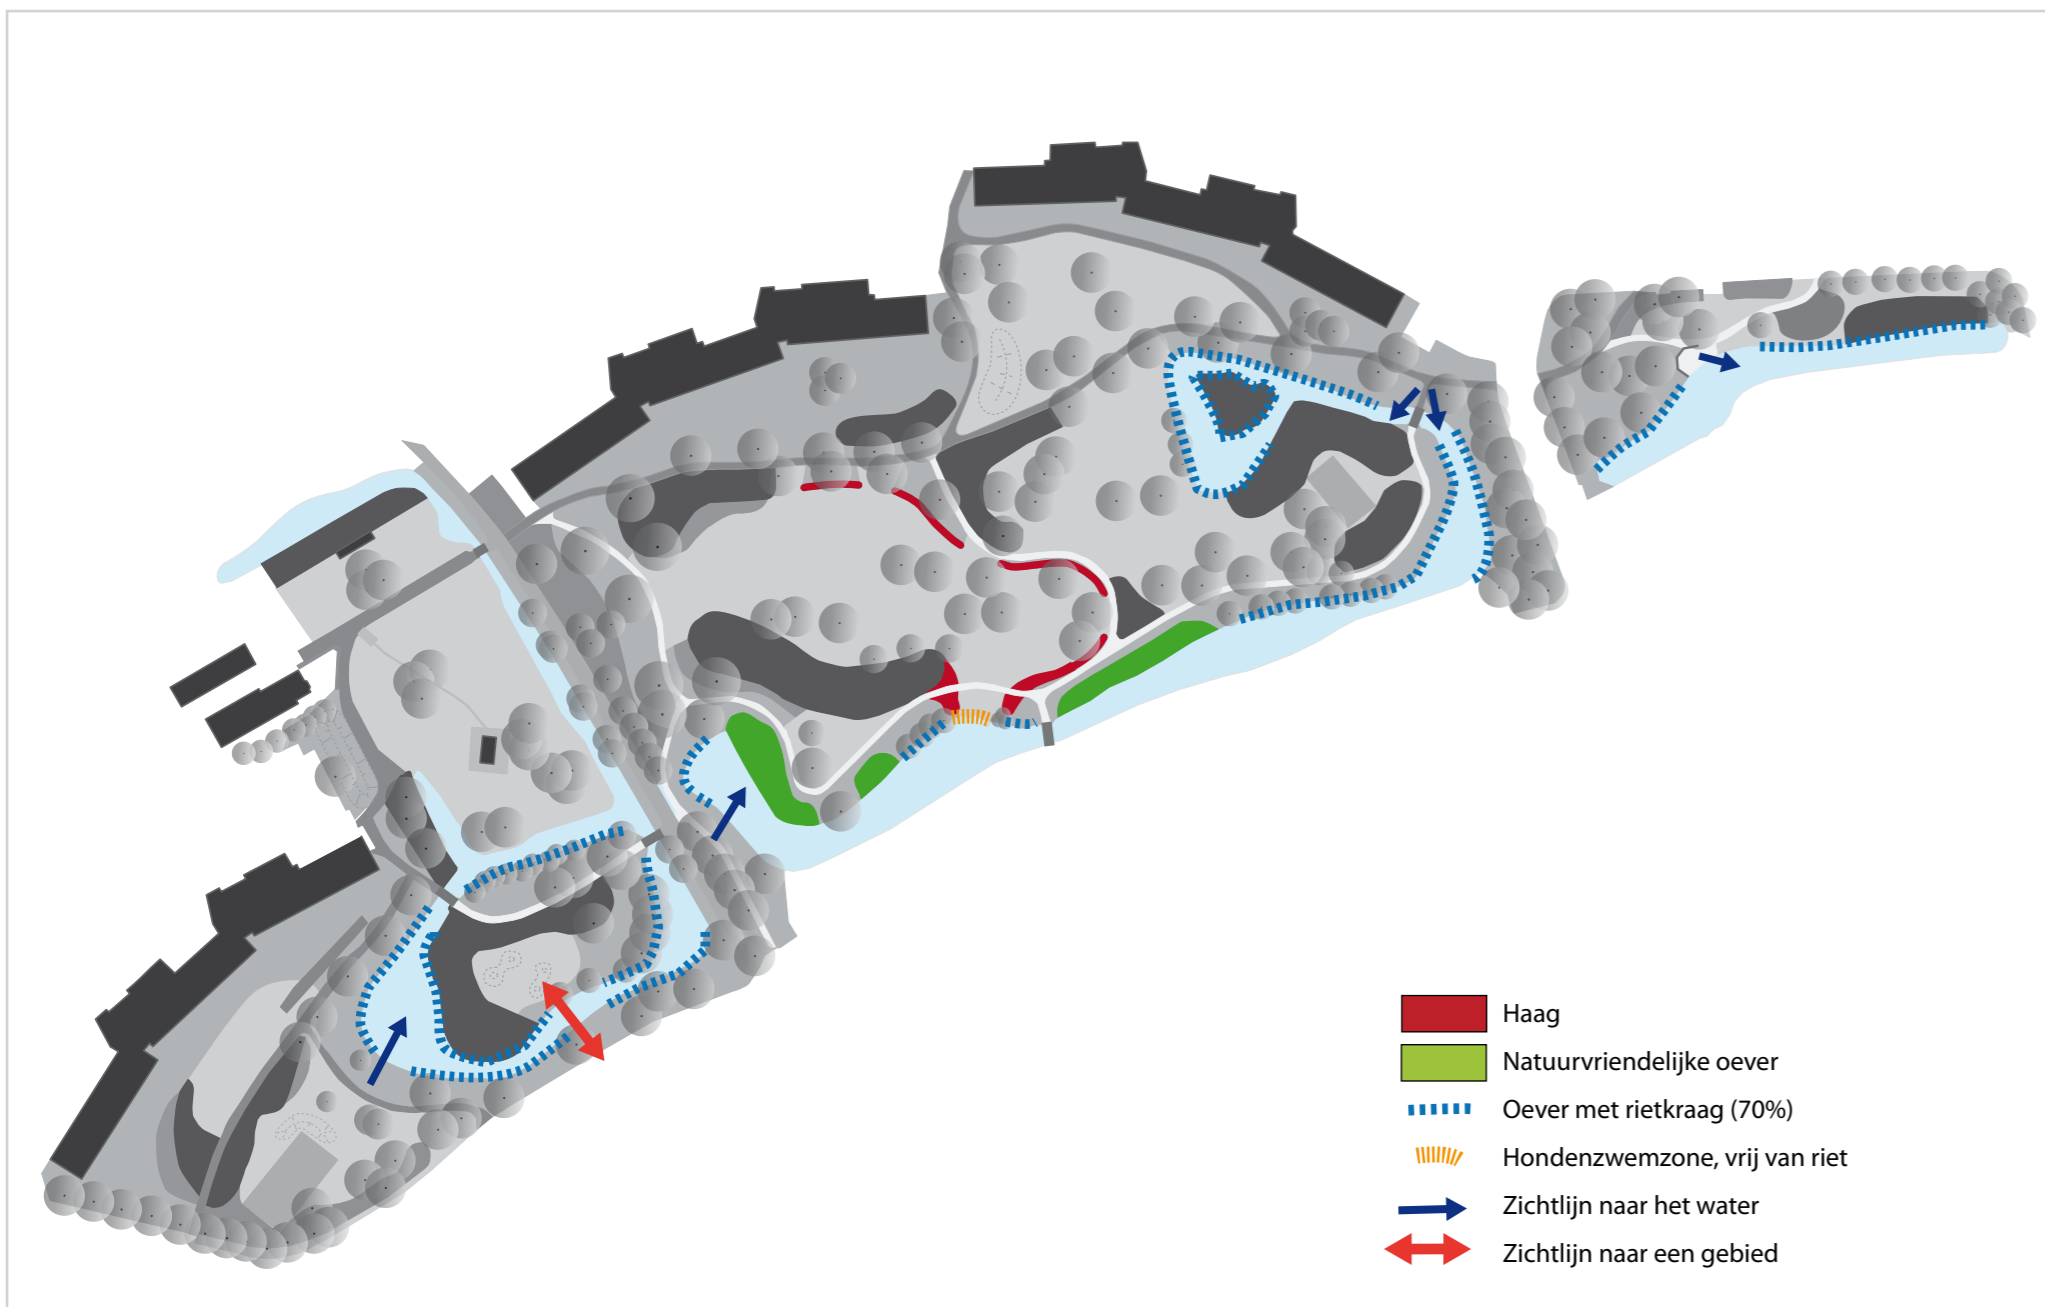 Haag
Natuurvriendelijke oever
Oever met rietkraag (70%)
Hondenzwemzone, vrij van riet
Zichtlijn naar het water
Zichtlijn naar een gebied